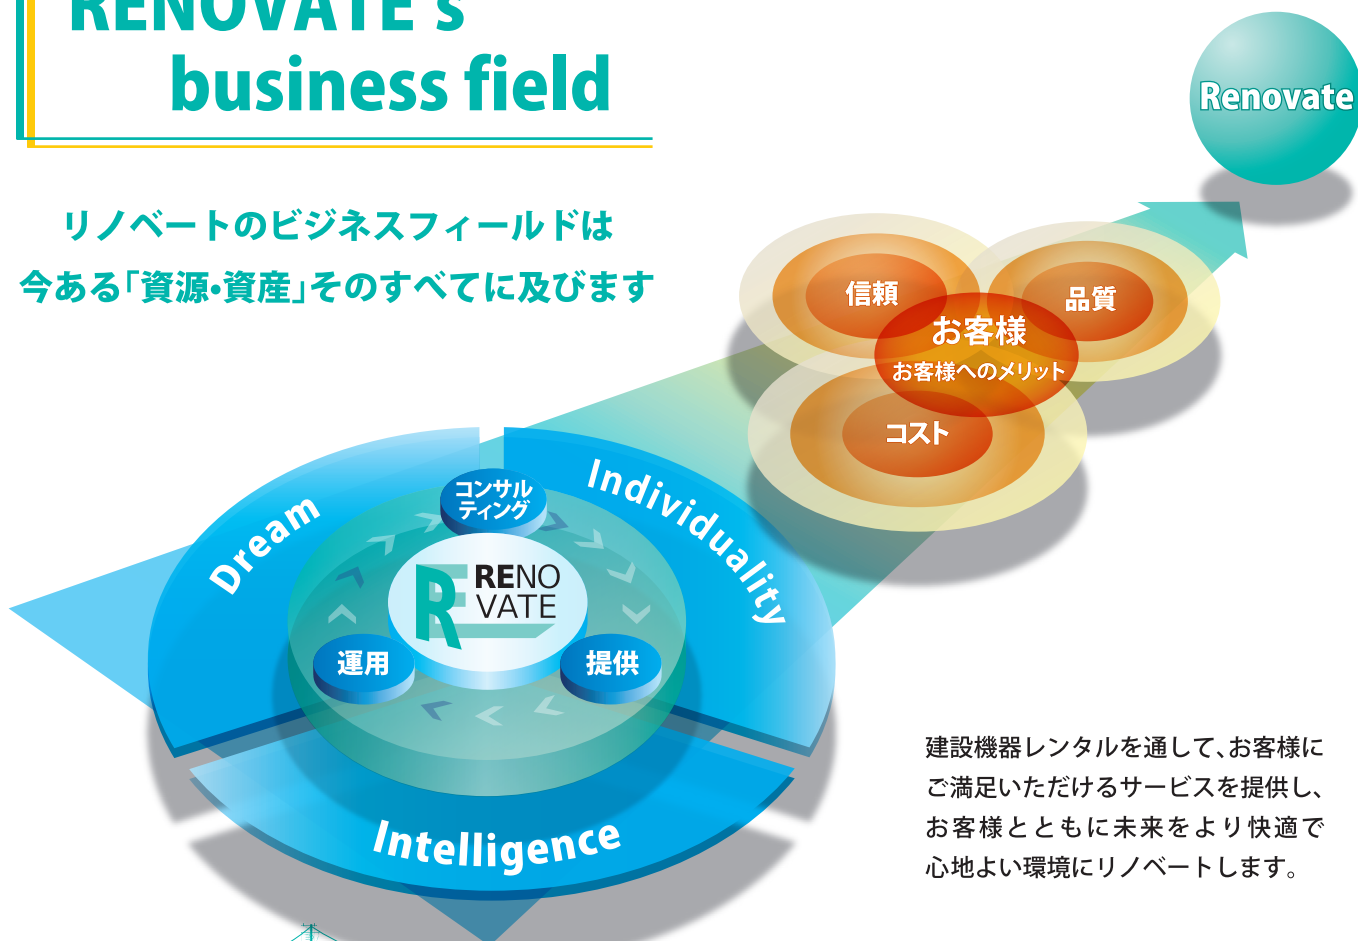 RENOVATE's
business field
リノベートのビジネスフィールドは
今ある「資源・資産」そのすべてに及びます
Renovate
信頼
品質
お客様
お客様へのメリット
コスト
Dream
Individuality
Intelligence
コンサル
ティング
RENO
VATE
運用
提供
建設機器レンタルを通して、お客様に
ご満足いただけるサービスを提供し、
お客様とともに未来をより快適で
心地よい環境にリノベートします。